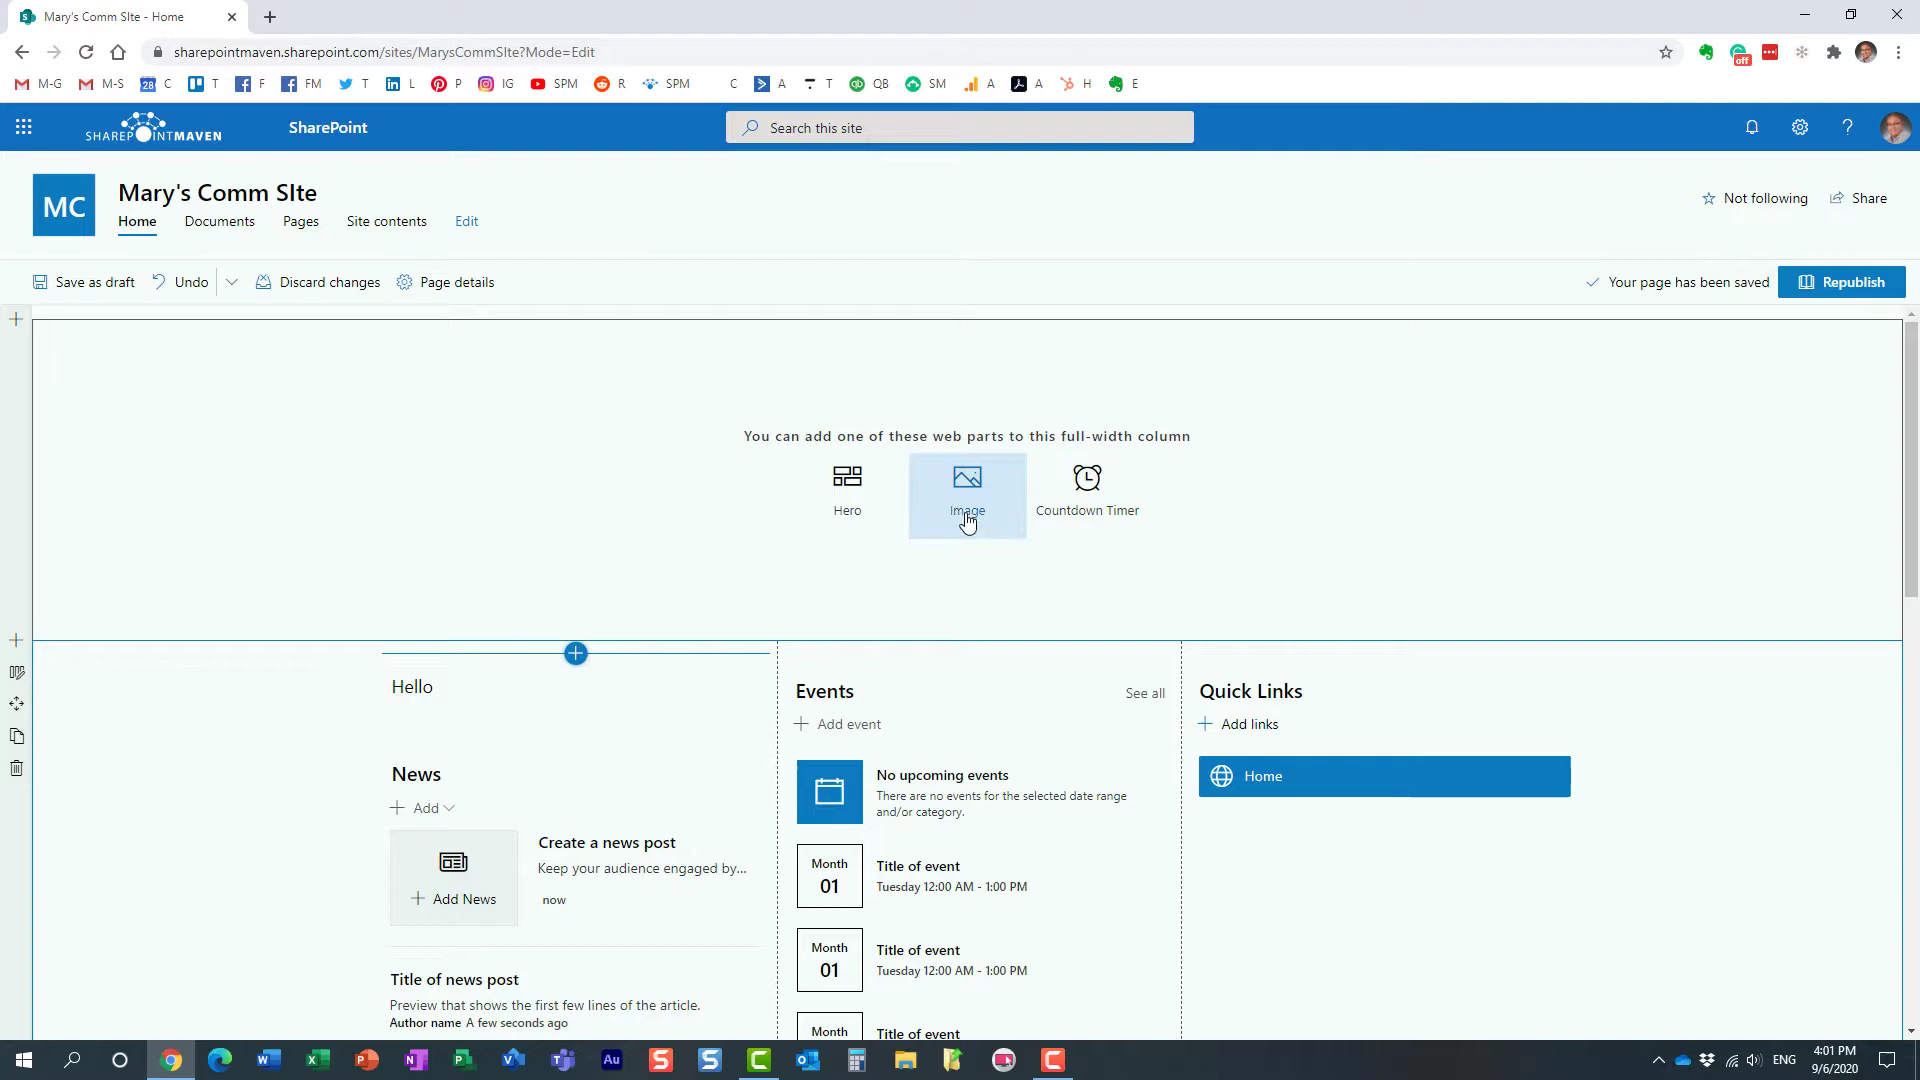 Mary's Comm SIte - Home
sharepointmaven.sharepoint.com/sites/MarysCommSIte?Mode=Edit
off
M-G M-S 28 C T F FM T L P IG SPM R SPM C A T QB SM A A H E
SHAREPOINTMAVEN SharePoint Search this site
MC
Mary's Comm SIte
Home Documents Pages Site contents Edit
Not following Share
Save as draft Undo Discard changes Page details Your page has been saved Republish
You can add one of these web parts to this full-width column
Hero Image Countdown Timer
Hello
News
Add
Add News
Create a news post
Keep your audience engaged by...
now
Title of news post
Preview that shows the first few lines of the article.
Author name A few seconds ago
Events See all
Add event
No upcoming events
There are no events for the selected date range
and/or category.
Month
01
Title of event
Tuesday 12:00 AM - 1:00 PM
Month
01
Title of event
Tuesday 12:00 AM - 1:00 PM
Month
Title of event
Quick Links
Add links
Home
Au
ENG
4:01 PM
9/6/2020